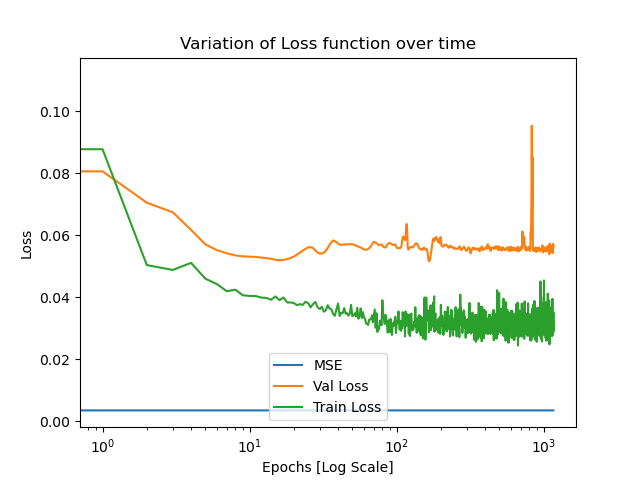 Variation of Loss function over time
0.10
0.08
0.06
0.04
0.02
0.00
Loss
MSE
Val Loss
Train Loss
10⁰ 10¹ 10² 10³
Epochs [Log Scale]